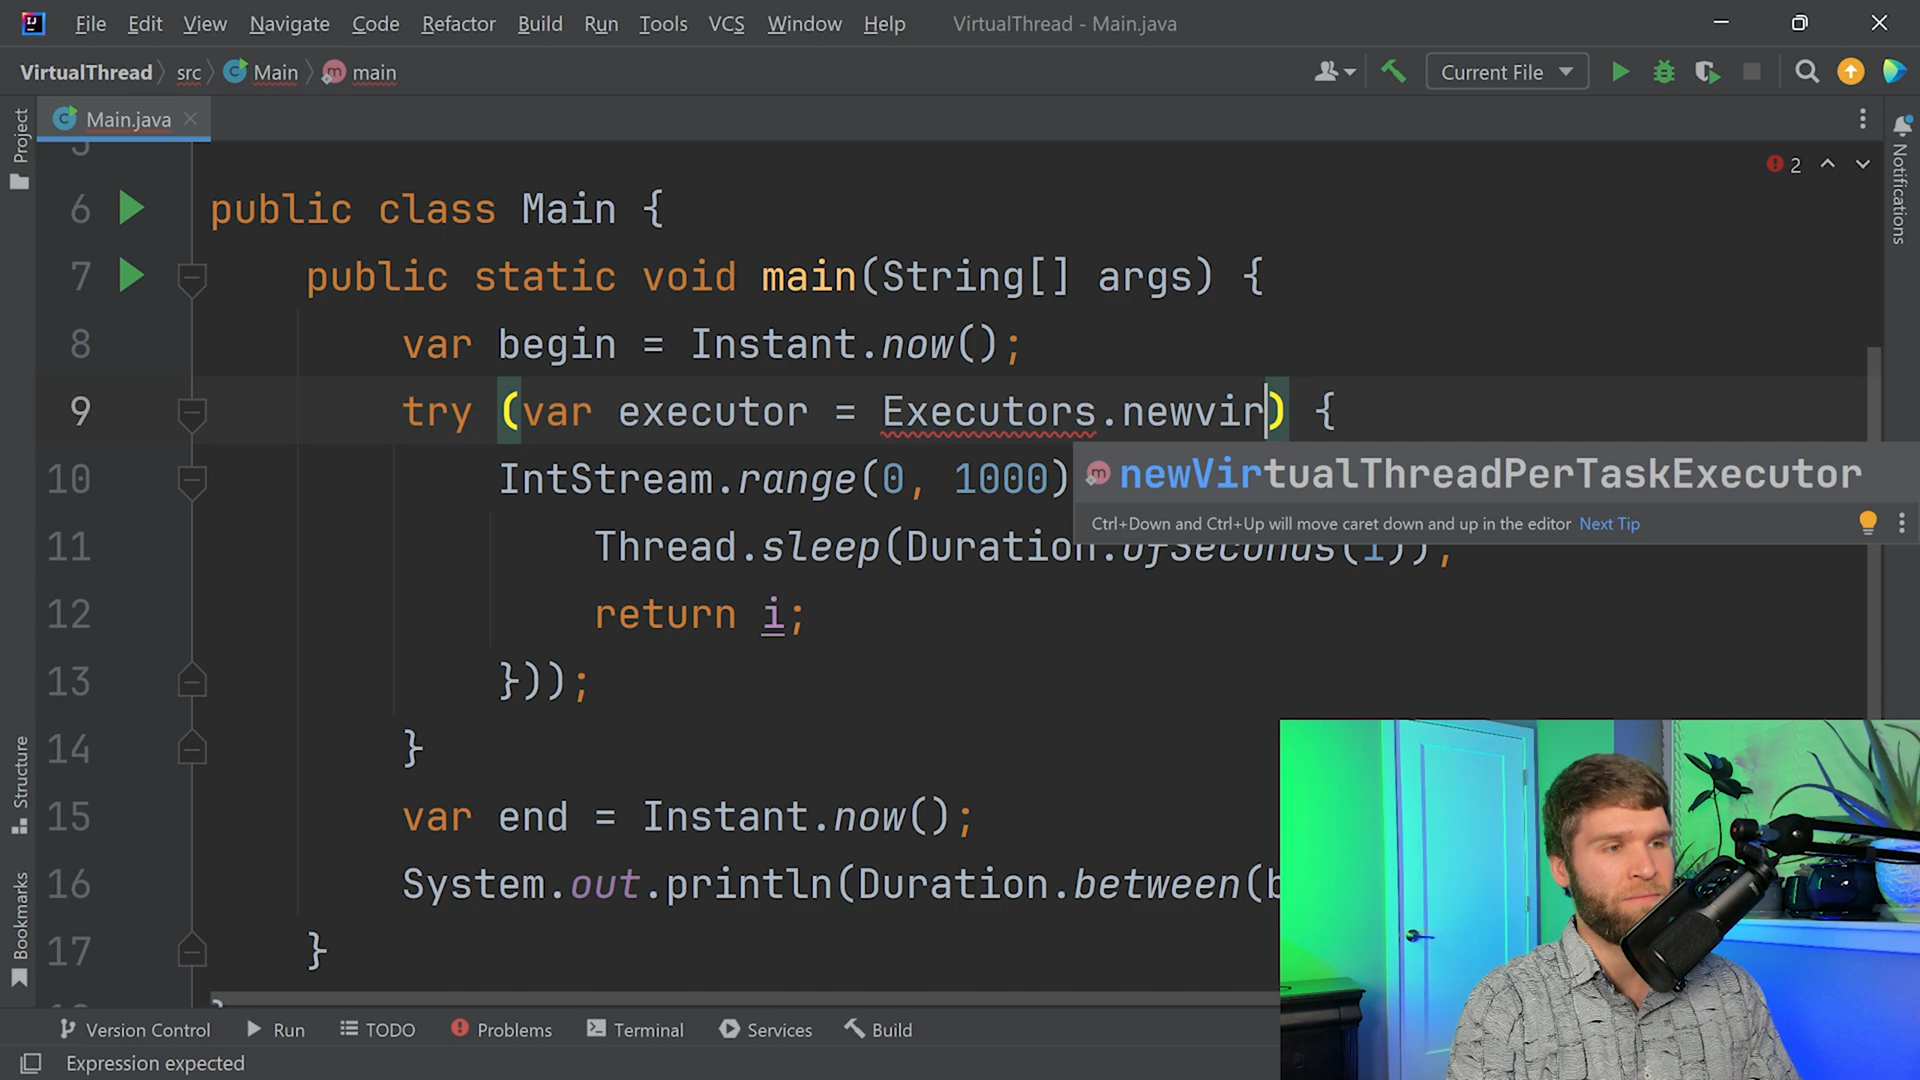 File Edit View Navigate Code Refactor Build Run Tools VCS Window Help VirtualThread - Main.java
VirtualThread src Main main Current File
Project
Main.java
Notifications
2
6 public class Main {
7 public static void main(String[] args) {
8 var begin = Instant.now();
9 try (var executor = Executors.newvir) {
newVirtualThreadPerTaskExecutor
10 IntStream.range(0, 1000)
Ctrl+Down and Ctrl+Up will move caret down and up in the editor Next Tip
11 Thread.sleep(Duration.ofSeconds(1));
12 return i;
13 }));
14 }
15 var end = Instant.now();
16 System.out.println(Duration.between(b
17 }
Structure
Bookmarks
Version Control Run TODO Problems Terminal Services Build
Expression expected